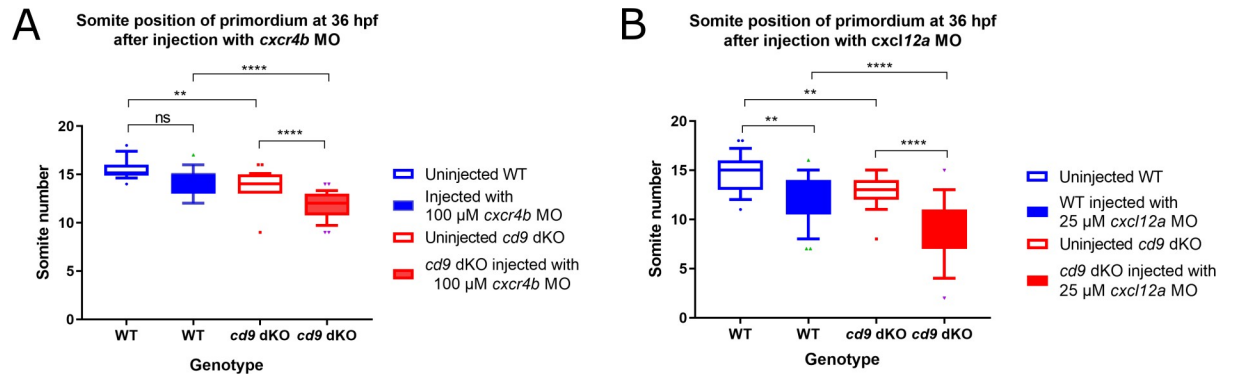 A
Somite position of primordium at 36 hpf
after injection with cxcr4b MO
****
**
ns
****
20
15
10
5
0
Somite number
WT
WT
cd9 dKO
cd9 dKO
Genotype
Uninjected WT
Injected with
100 µM cxcr4b MO
Uninjected cd9 dKO
cd9 dKO injected with
100 µM cxcr4b MO
B
Somite position of primordium at 36 hpf
after injection with cxcl12a MO
****
**
**
****
20
15
10
5
0
Somite number
WT
WT
cd9 dKO
cd9 dKO
Genotype
Uninjected WT
WT injected with
25 µM cxcl12a MO
Uninjected cd9 dKO
cd9 dKO injected with
25 µM cxcl12a MO